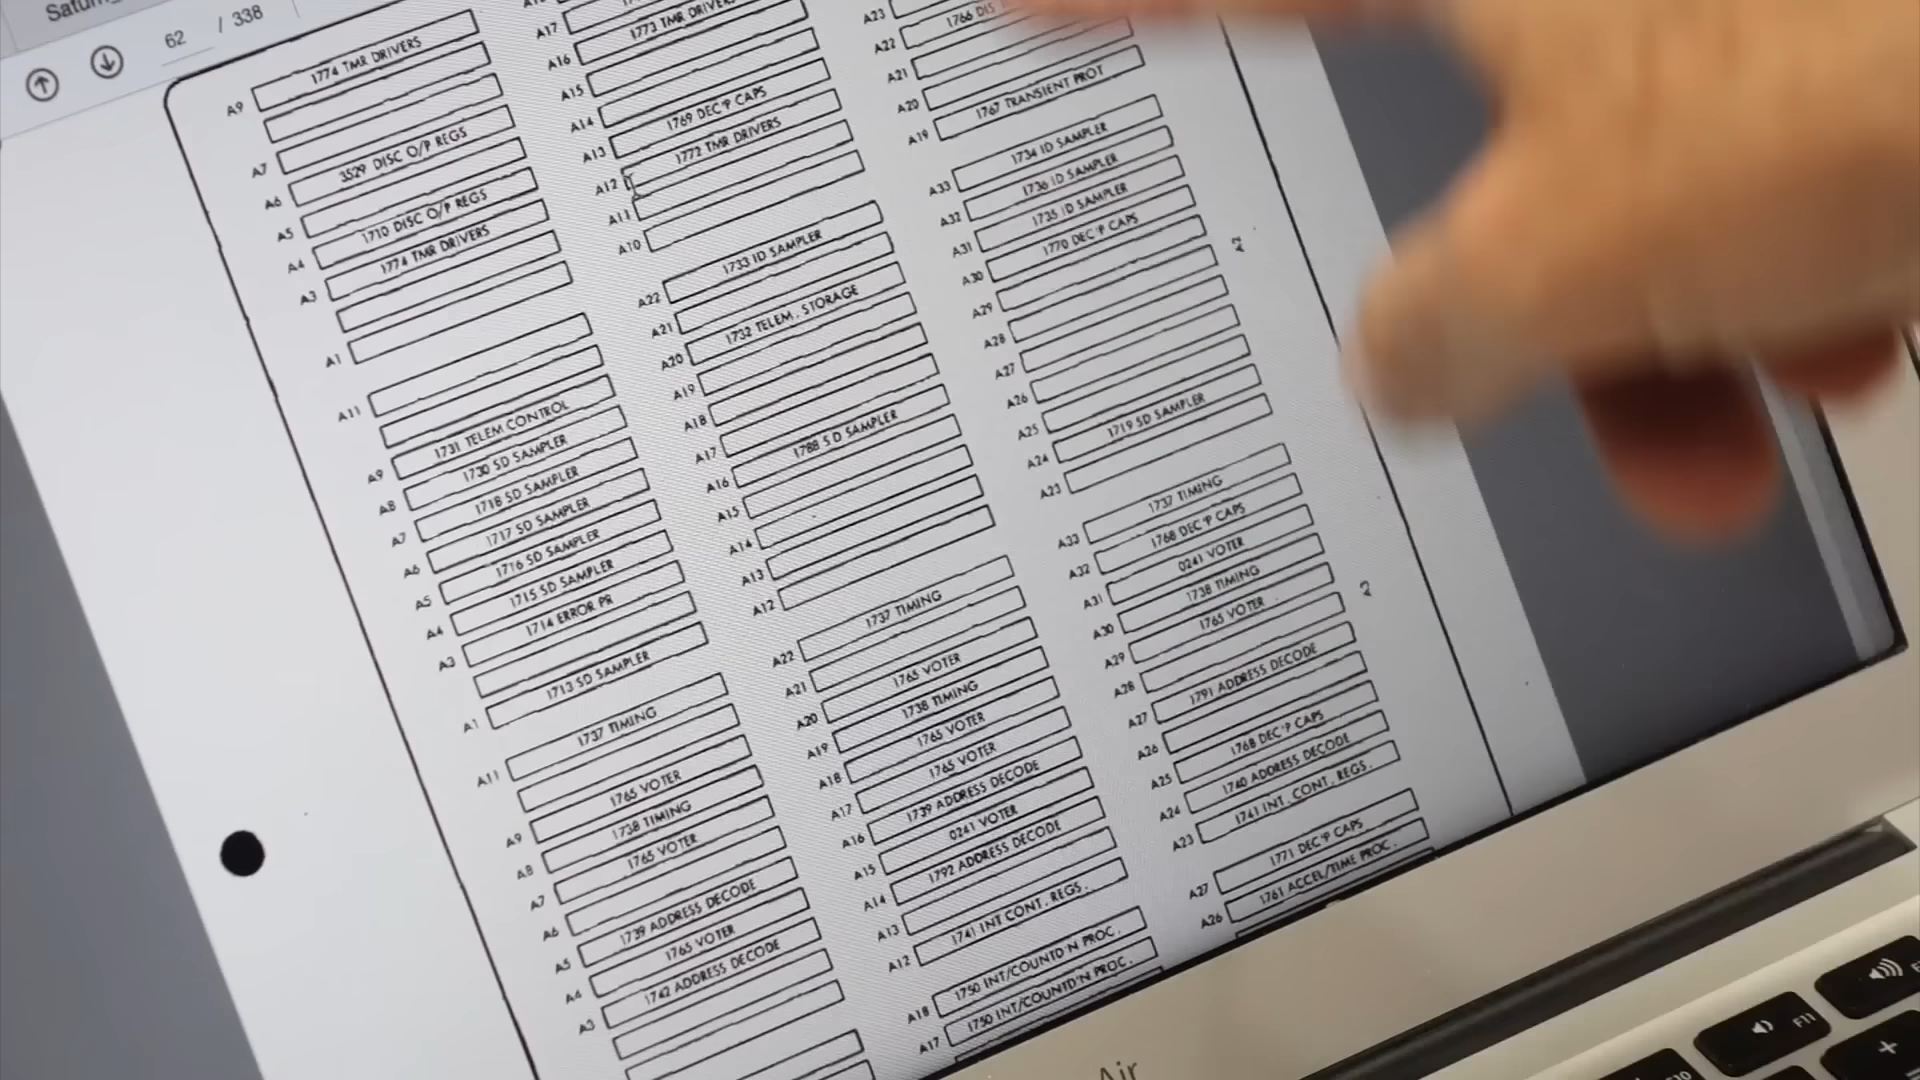 Saturn_
62 / 338
A9 1774 TMR DRIVERS
A7
A6 3529 DISC O/P REGS
A5
A4 1710 DISC O/P REGS
A3 1774 TMR DRIVERS
A1
A11
1731 TELEM CONTROL
A9 1730 SD SAMPLER
A8 1718 SD SAMPLER
A7 1717 SD SAMPLER
A6 1716 SD SAMPLER
A5 1715 SD SAMPLER
A4 1714 ERROR PR
A3
1713 SD SAMPLER
A1
1737 TIMING
A11
1765 VOTER
A9 1738 TIMING
A8 1765 VOTER
A7
A6 1739 ADDRESS DECODE
A5 1765 VOTER
A4 1742 ADDRESS DECODE
A3
A17
1773 TMR DRIVERS
A16
A15
A14 1769 DEC'P CAPS
A13 1772 TMR DRIVERS
A12
A11
A10
1733 ID SAMPLER
A22
A21 1732 TELEM. STORAGE
A20
A19
A18
A17 1788 SD SAMPLER
A16
A15
A14
A13
A12
1737 TIMING
A22
A21 1765 VOTER
A20 1738 TIMING
A19 1765 VOTER
A18 1765 VOTER
A17 1739 ADDRESS DECODE
A16 0241 VOTER
A15 1792 ADDRESS DECODE
A14
A13 1741 INT CONT. REGS.
A12
1750 INT/COUNTD'N PROC.
A18 1750 INT/COUNTD'N PROC.
A17
A23
1766 DIS
A22
A21
A20 1767 TRANSIENT PROT
A19
1734 ID SAMPLER
A33 1736 ID SAMPLER
A32 1735 ID SAMPLER
A31 1770 DEC'P CAPS
A30
A29
A28
A27
A26
A25 1719 SD SAMPLER
A24
A23
1737 TIMING
A33 1768 DEC'P CAPS
A32 0241 VOTER
A31 1738 TIMING
A30 1765 VOTER
A29
A28 1791 ADDRESS DECODE
A27
A26 1768 DEC'P CAPS
A25 1740 ADDRESS DECODE
A24 1741 INT. CONT. REGS.
A23
1771 DEC'P CAPS
A27 1761 ACCEL/TIME PROC.
A26
2
Air
F11
F10
+